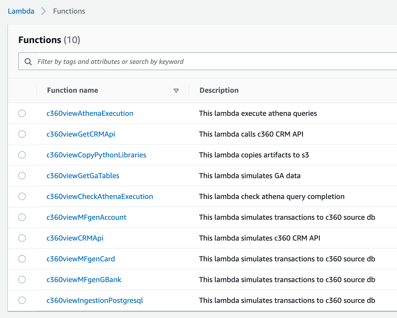 Lambda > Functions
Functions (10)
Filter by tags and attributes or search by keyword
Function name Description
c360viewAthenaExecution This lambda execute athena queries
c360viewGetCRMApi This lambda calls c360 CRM API
c360viewCopyPythonLibraries This lambda copies artifacts to s3
c360viewGetGaTables This lambda simulates GA data
c360viewCheckAthenaExecution This lambda check athena query completion
c360viewMFgenAccount This lambda simulates transactions to c360 source db
c360viewCRMApi This lambda simulates c360 CRM API
c360viewMFgenCard This lambda simulates transactions to c360 source db
c360viewMFgenGBank This lambda simulates transactions to c360 source db
c360viewIngestionPostgresql This lambda simulates transactions to c360 source db